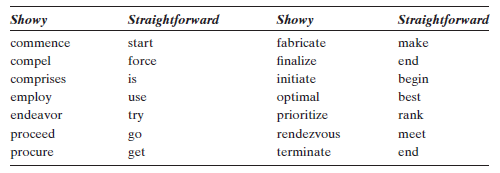 Showy Straightforward Showy Straightforward
commence start fabricate make
compel force finalize end
comprises is initiate begin
employ use optimal best
endeavor try prioritize rank
proceed go rendezvous meet
procure get terminate end